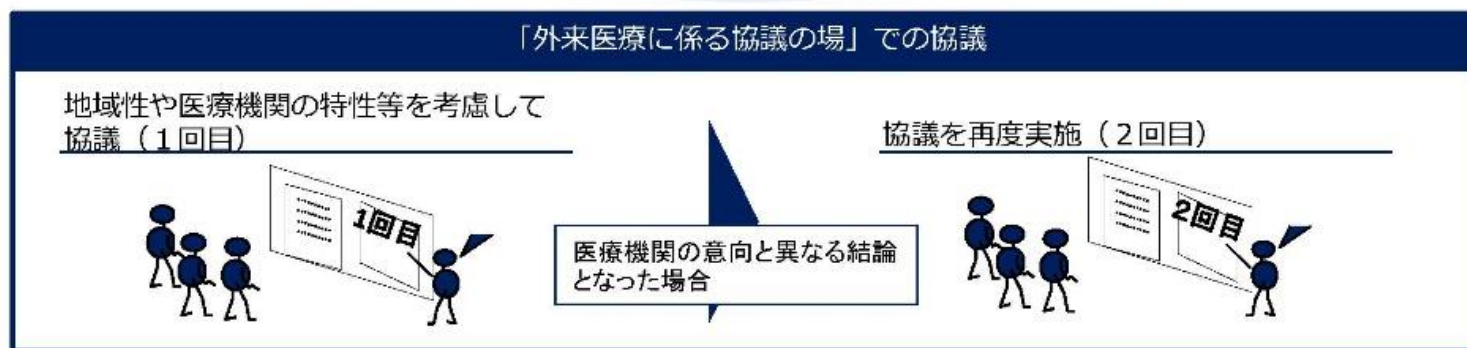 「外来医療に係る協議の場」での協議
地域性や医療機関の特性等を考慮して
協議（１回目）
1回目
医療機関の意向と異なる結論
となった場合
協議を再度実施（２回目）
2回目